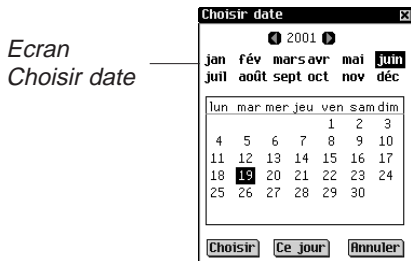 Choisir date
2001
Ecran
Choisir date
jan fév mars avr mai juin
juil août sept oct nov déc
lun mar mer jeu ven sam dim
1 2 3
4 5 6 7 8 9 10
11 12 13 14 15 16 17
18 19 20 21 22 23 24
25 26 27 28 29 30
Choisir Ce jour Annuler